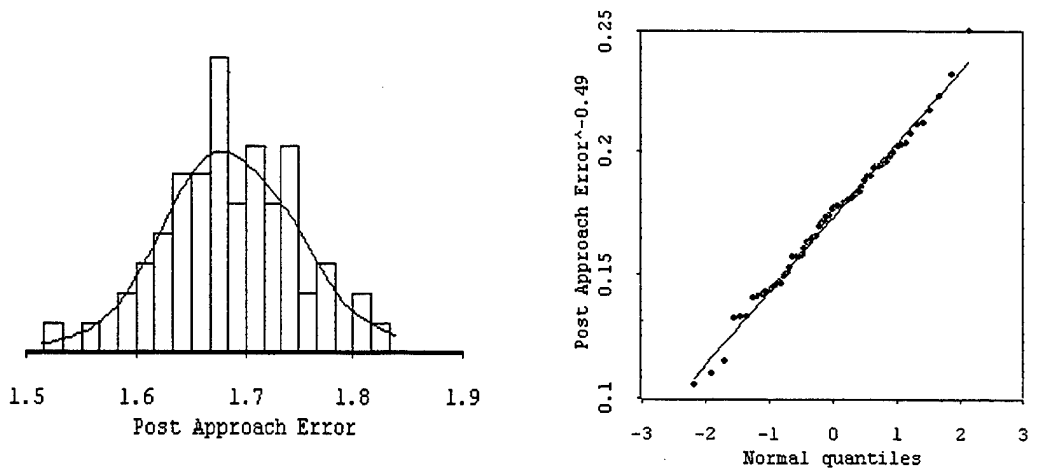 1.5 1.6 1.7 1.8 1.9
Post Approach Error
0.25
0.2
0.15
0.1
Post Approach Error^-0.49
-3 -2 -1 0 1 2 3
Normal quantiles